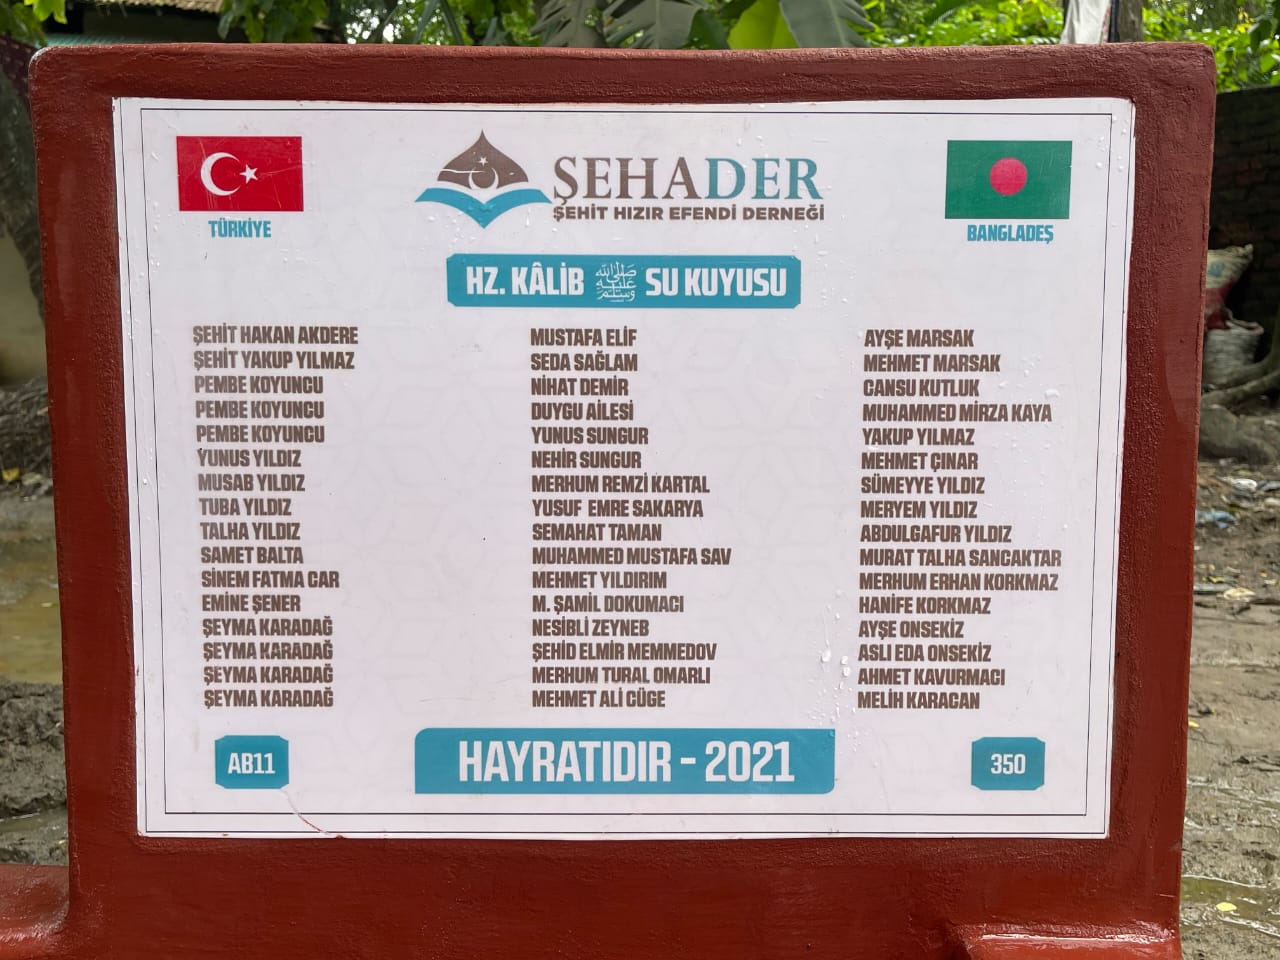 ŞEHADER
ŞEHİT HIZIR EFENDİ DERNEĞİ
TÜRKİYE
BANGLADEŞ
HZ. KÂLİB ﷺ SU KUYUSU
ŞEHİT HAKAN AKDERE
ŞEHİT YAKUP YILMAZ
PEMBE KOYUNCU
PEMBE KOYUNCU
PEMBE KOYUNCU
YUNUS YILDIZ
MUSAB YILDIZ
TUBA YILDIZ
TALHA YILDIZ
SAMET BALTA
SİNEM FATMA CAR
EMİNE ŞENER
ŞEYMA KARADAĞ
ŞEYMA KARADAĞ
ŞEYMA KARADAĞ
ŞEYMA KARADAĞ
MUSTAFA ELİF
SEDA SAĞLAM
NİHAT DEMİR
DUYGU AİLESİ
YUNUS SUNGUR
NEHİR SUNGUR
MERHUM REMZİ KARTAL
YUSUF EMRE SAKARYA
SEMAHAT TAMAN
MUHAMMED MUSTAFA SAV
MEHMET YILDIRIM
M. ŞAMİL DOKUMACI
NESİBLİ ZEYNEB
ŞEHİD ELMİR MEMMEDOV
MERHUM TURAL OMARLI
MEHMET ALİ CÜGE
AYŞE MARSAK
MEHMET MARSAK
CANSU KUTLUK
MUHAMMED MİRZA KAYA
YAKUP YILMAZ
MEHMET ÇINAR
SÜMEYYE YILDIZ
MERYEM YILDIZ
ABDULGAFUR YILDIZ
MURAT TALHA SANCAKTAR
MERHUM ERHAN KORKMAZ
HANİFE KORKMAZ
AYŞE ONSEKİZ
ASLI EDA ONSEKİZ
AHMET KAVURMACI
MELİH KARACAN
AB11
HAYRATIDIR - 2021
350